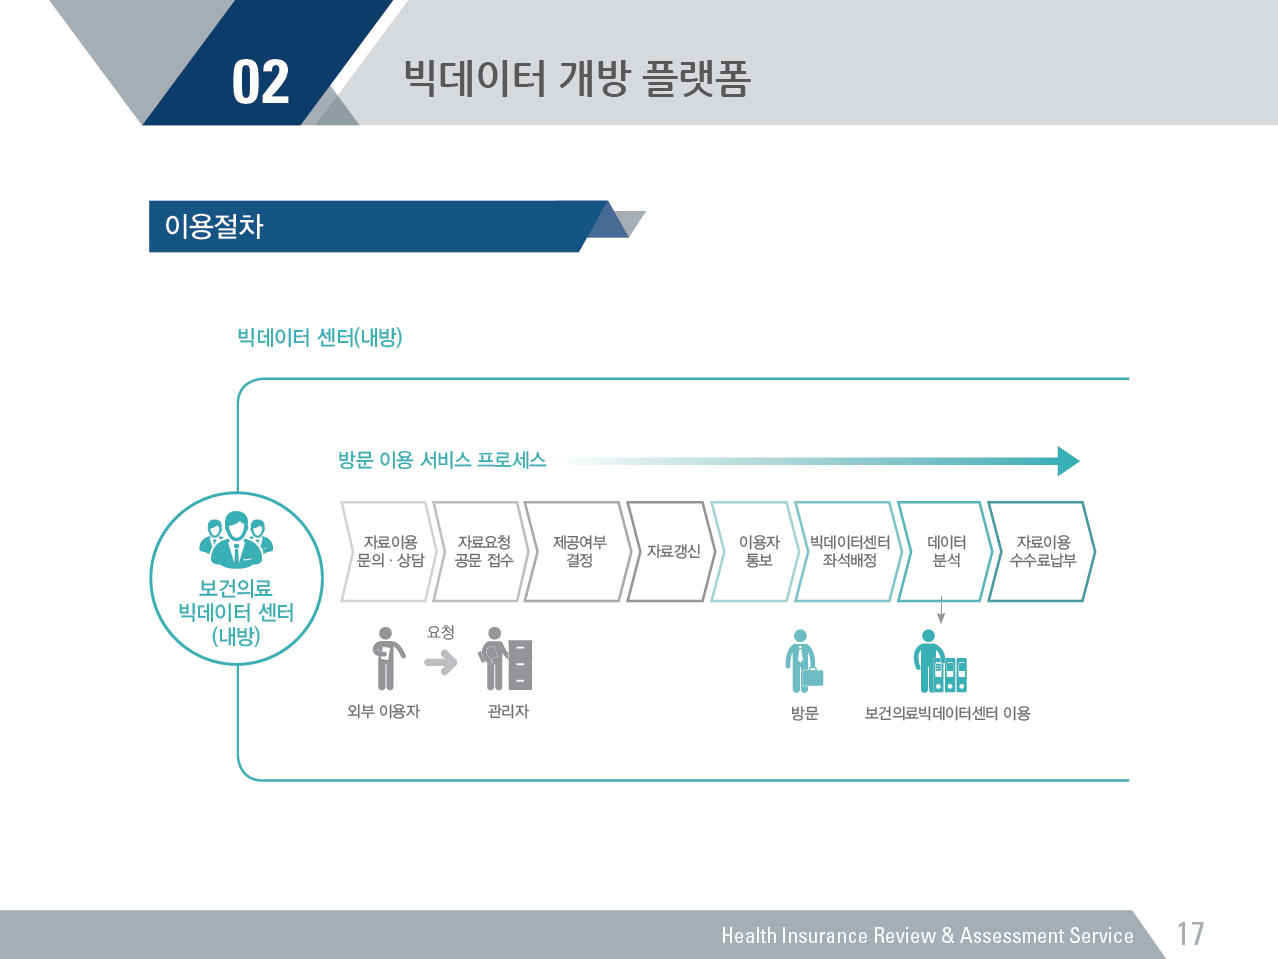 02
빅데이터 개방 플랫폼
이용절차
빅데이터 센터(내방)
방문 이용 서비스 프로세스
자료이용
문의 · 상담
자료요청
공문 접수
제공여부
결정
자료갱신
이용자
통보
빅데이터센터
좌석배정
데이터
분석
자료이용
수수료납부
보건의료
빅데이터 센터
(내방)
요청
외부 이용자
관리자
방문
보건의료빅데이터센터 이용
Health Insurance Review & Assessment Service
17